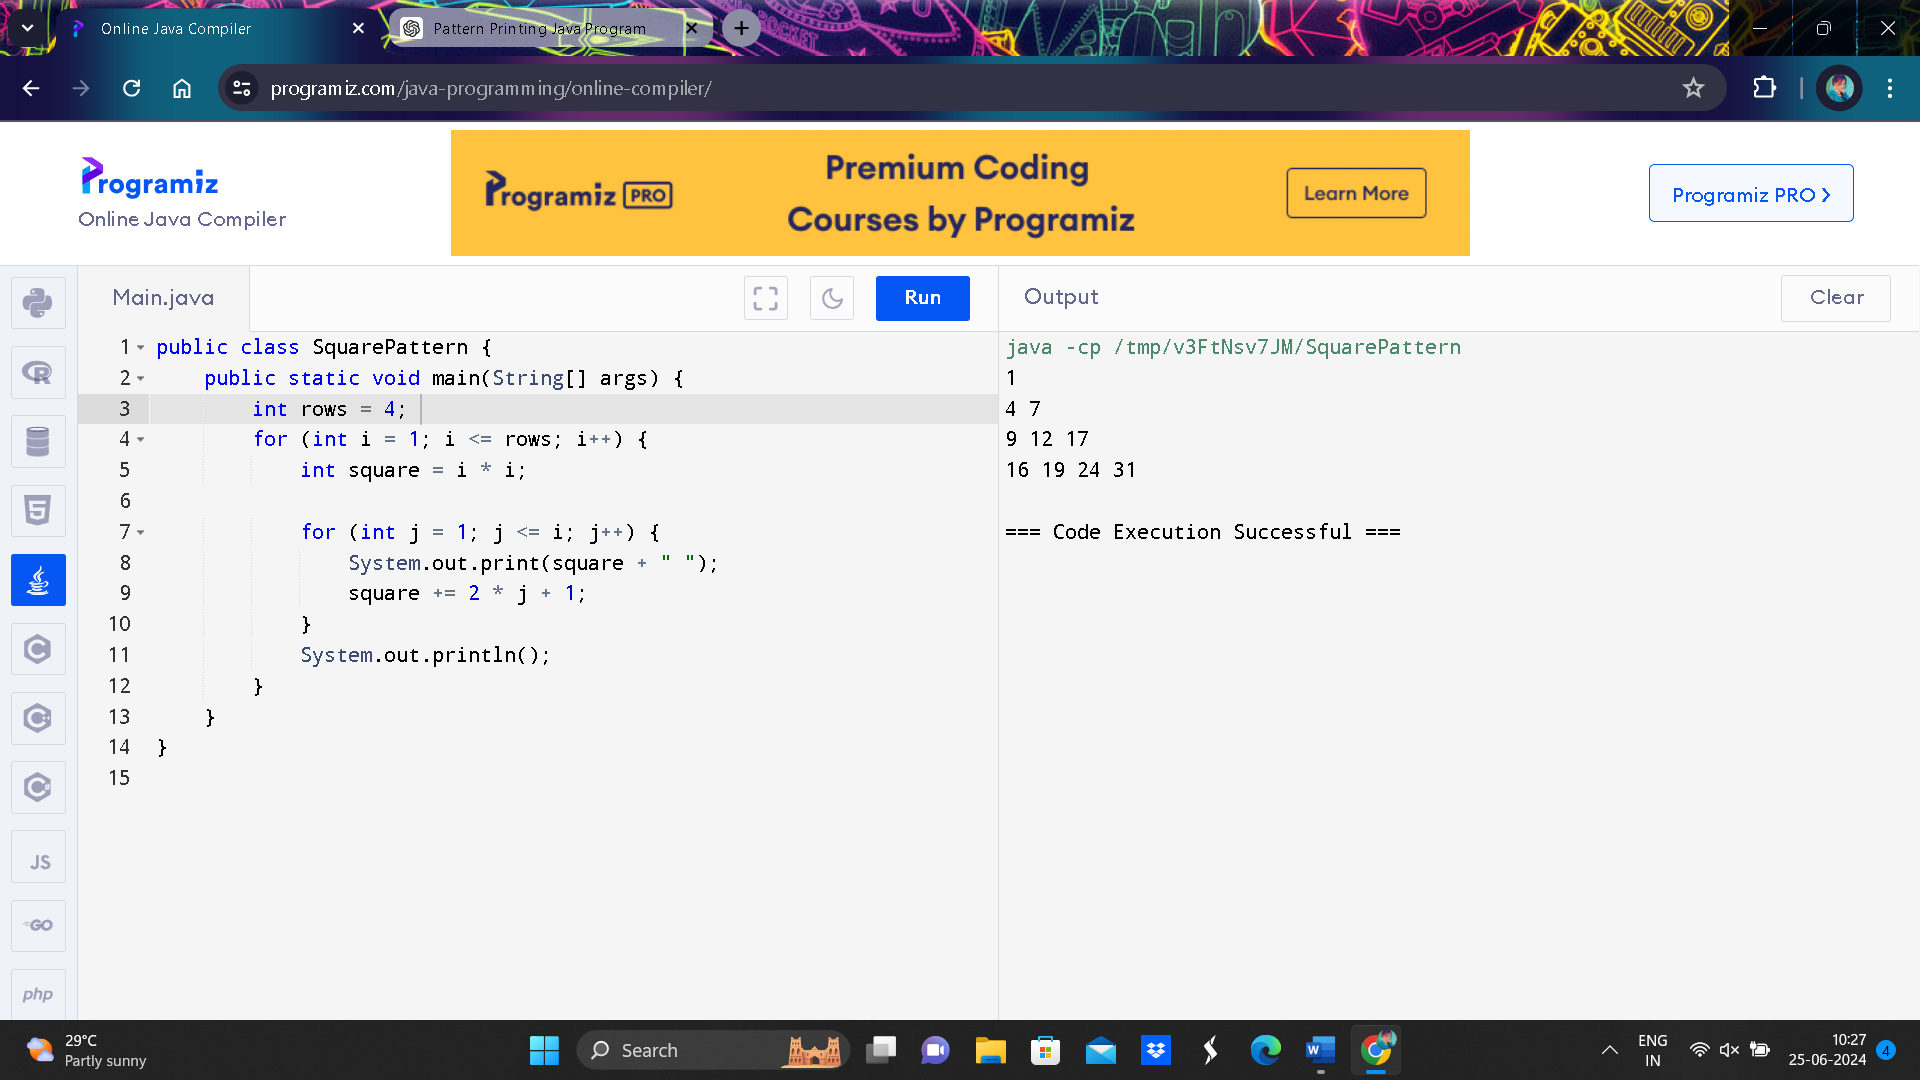 Online Java Compiler
Pattern Printing Java Program
programiz.com/java-programming/online-compiler/
Programiz
Online Java Compiler
Programiz PRO
Premium Coding
Courses by Programiz
Learn More
Programiz PRO
Main.java
Run
Output
Clear
1 public class SquarePattern {
2     public static void main(String[] args) {
3         int rows = 4;
4         for (int i = 1; i <= rows; i++) {
5             int square = i * i;
6
7             for (int j = 1; j <= i; j++) {
8                 System.out.print(square + " ");
9                 square += 2 * j + 1;
10             }
11             System.out.println();
12         }
13     }
14 }
15
java -cp /tmp/v3FtNsv7JM/SquarePattern
1
4 7
9 12 17
16 19 24 31
=== Code Execution Successful ===
JS
GO
php
29°C
Partly sunny
Search
ENG
IN
10:27
25-06-2024
4